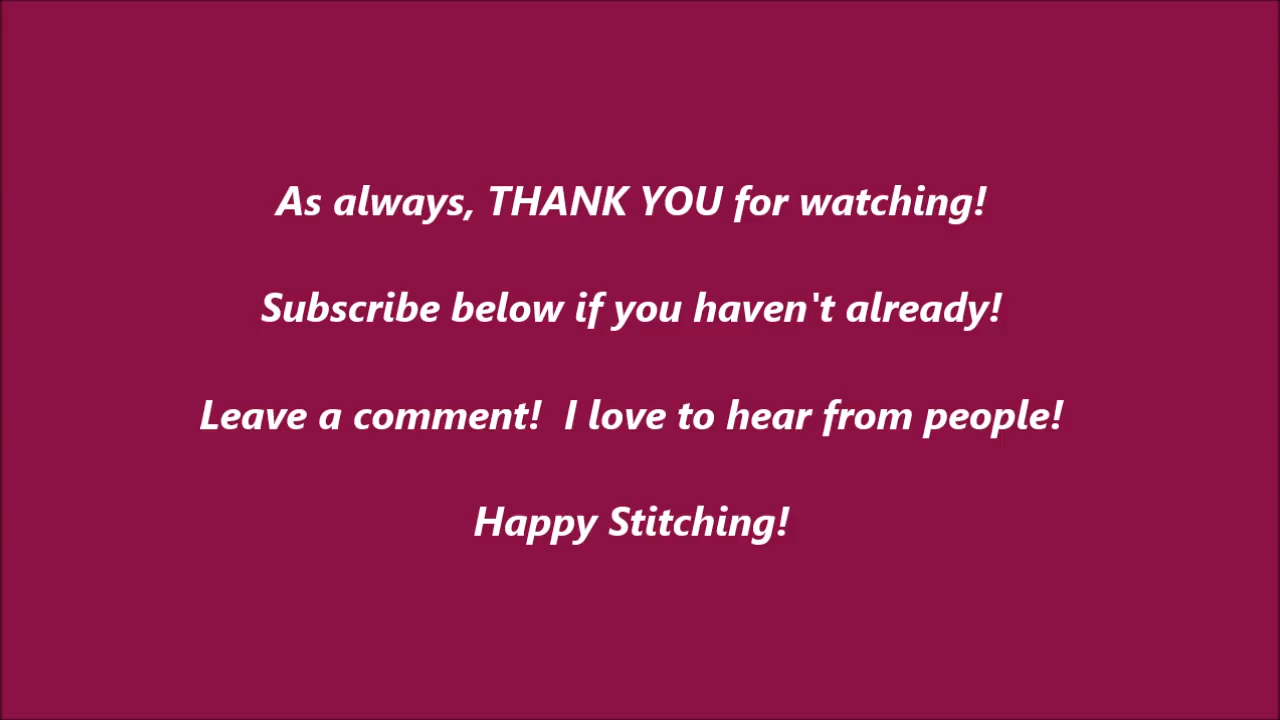 As always, THANK YOU for watching!
Subscribe below if you haven't already!
Leave a comment!  I love to hear from people!
Happy Stitching!